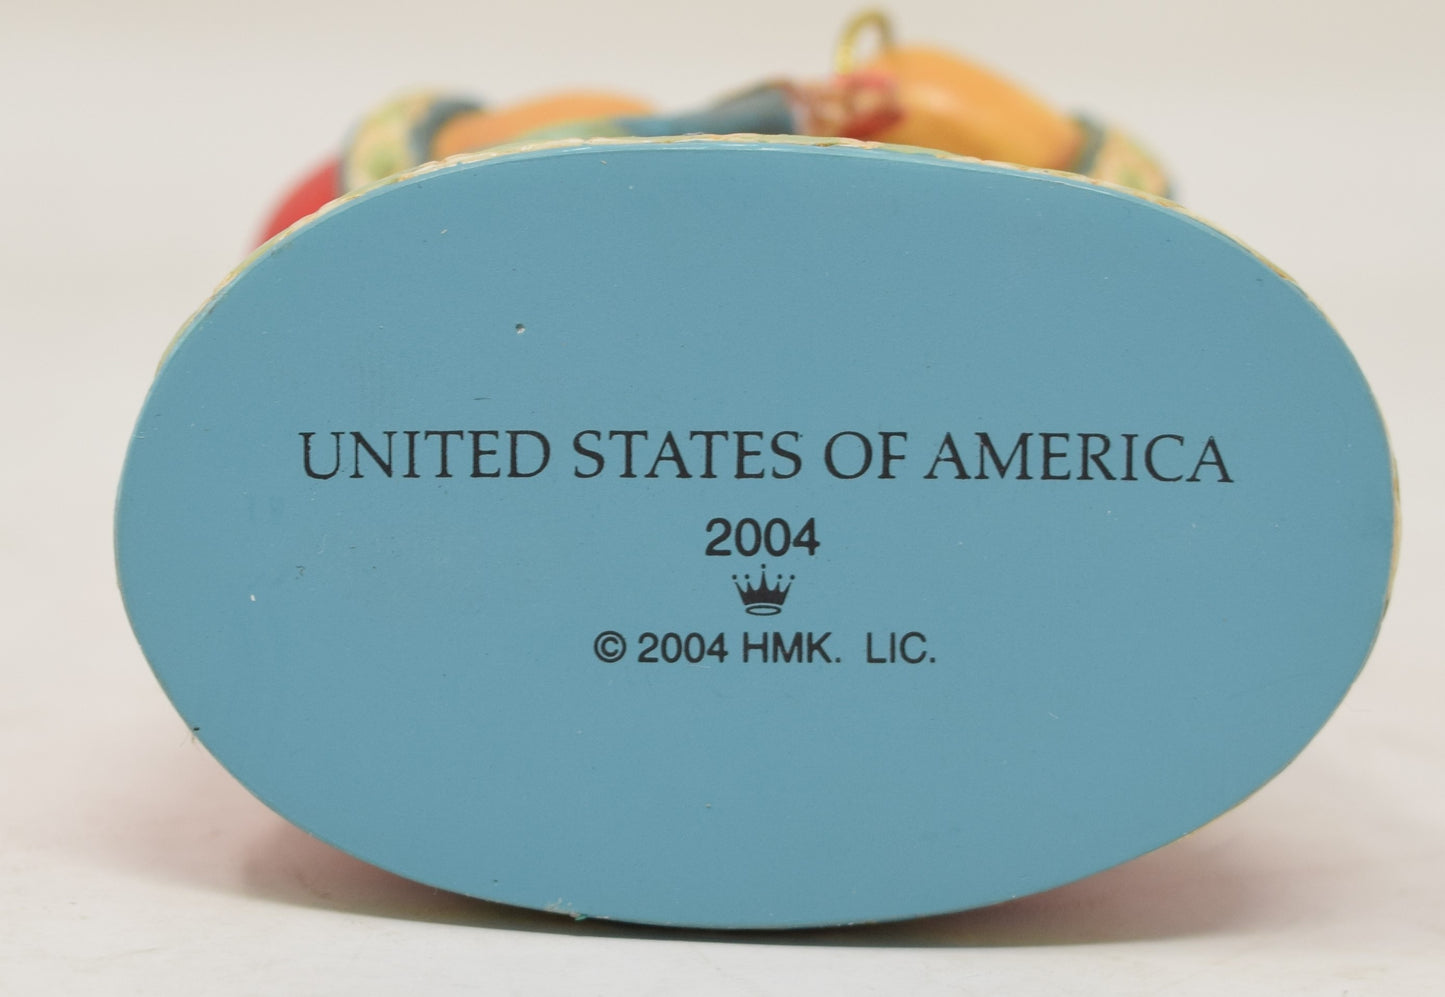 UNITED STATES OF AMERICA
2004
© 2004 HMK. LIC.